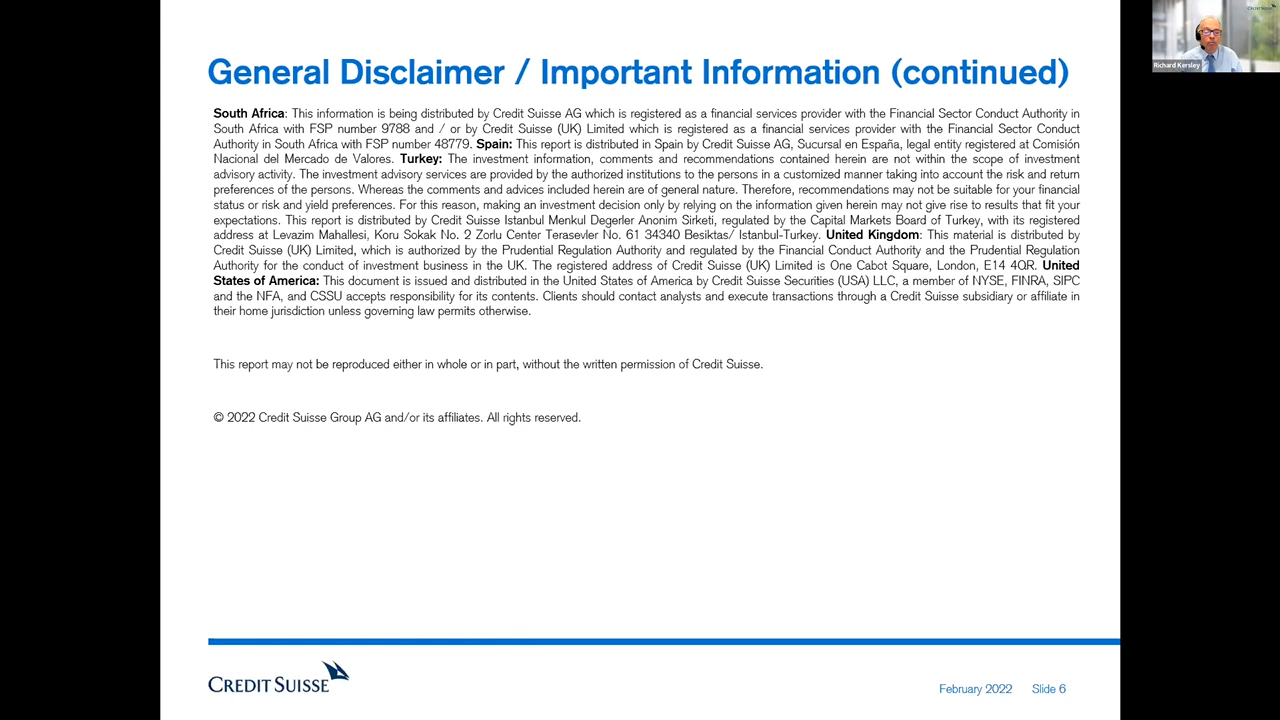 General Disclaimer / Important Information (continued)
South Africa: This information is being distributed by Credit Suisse AG which is registered as a financial services provider with the Financial Sector Conduct Authority in
South Africa with FSP number 9788 and / or by Credit Suisse (UK) Limited which is registered as a financial services provider with the Financial Sector Conduct
Authority in South Africa with FSP number 48779. Spain: This report is distributed in Spain by Credit Suisse AG, Sucursal en España, legal entity registered at Comisión
Nacional del Mercado de Valores. Turkey: The investment information, comments and recommendations contained herein are not within the scope of investment
advisory activity. The investment advisory services are provided by the authorized institutions to the persons in a customized manner taking into account the risk and return
preferences of the persons. Whereas the comments and advices included herein are of general nature. Therefore, recommendations may not be suitable for your financial
status or risk and yield preferences. For this reason, making an investment decision only by relying on the information given herein may not give rise to results that fit your
expectations. This report is distributed by Credit Suisse Istanbul Menkul Degerler Anonim Sirketi, regulated by the Capital Markets Board of Turkey, with its registered
address at Levazim Mahallesi, Koru Sokak No. 2 Zorlu Center Terasevler No. 61 34340 Besiktas/ Istanbul-Turkey. United Kingdom: This material is distributed by
Credit Suisse (UK) Limited, which is authorized by the Prudential Regulation Authority and regulated by the Financial Conduct Authority and the Prudential Regulation
Authority for the conduct of investment business in the UK. The registered address of Credit Suisse (UK) Limited is One Cabot Square, London, E14 4QR. United
States of America: This document is issued and distributed in the United States of America by Credit Suisse Securities (USA) LLC, a member of NYSE, FINRA, SIPC
and the NFA, and CSSU accepts responsibility for its contents. Clients should contact analysts and execute transactions through a Credit Suisse subsidiary or affiliate in
their home jurisdiction unless governing law permits otherwise.
This report may not be reproduced either in whole or in part, without the written permission of Credit Suisse.
© 2022 Credit Suisse Group AG and/or its affiliates. All rights reserved.
CREDIT SUISSE
February 2022 Slide 6
CREDIT SUISSE
Richard Kersley